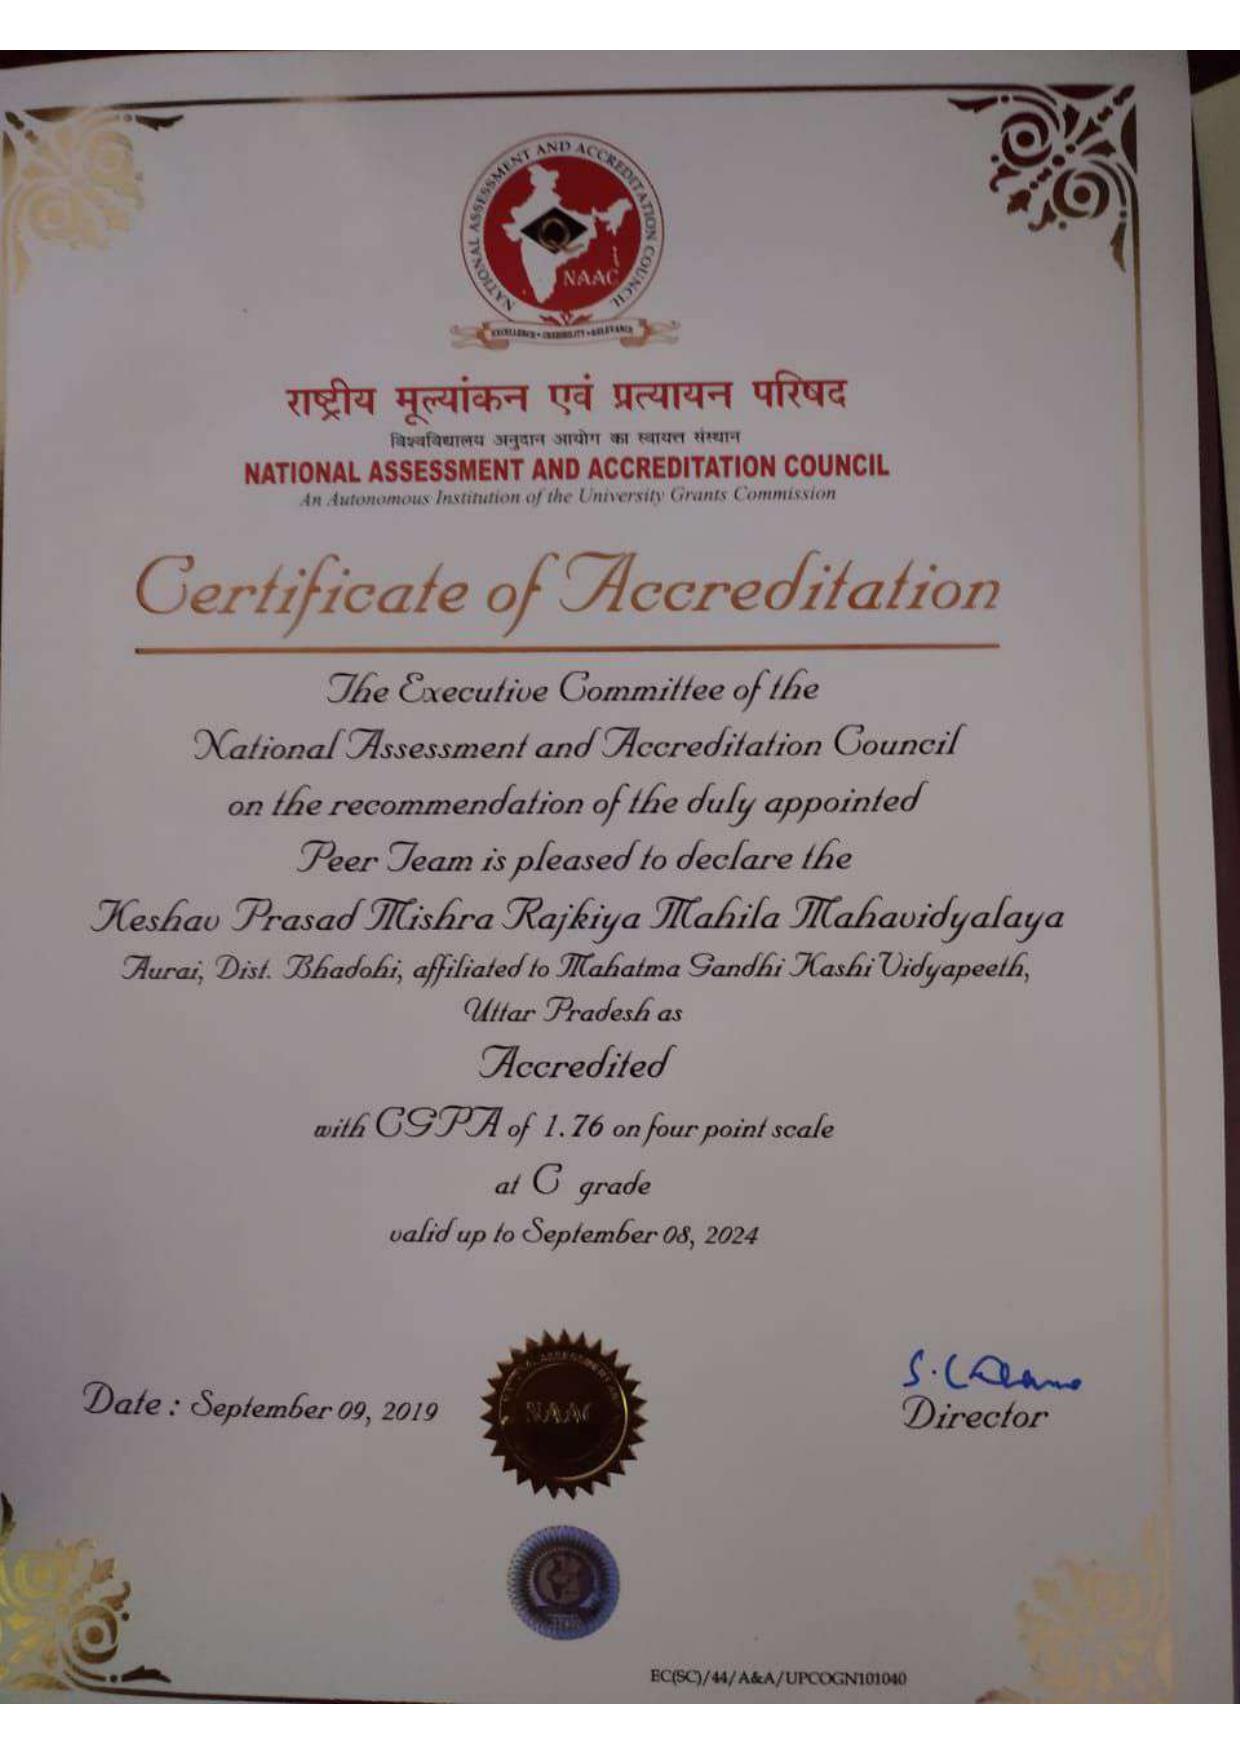 NATIONAL ASSESSMENT AND ACCREDITATION COUNCIL
NAAC
EXCELLENCE • CREDIBILITY • RELEVANCE
राष्ट्रीय मूल्यांकन एवं प्रत्यायन परिषद
विश्वविद्यालय अनुदान आयोग का स्वायत्त संस्थान
NATIONAL ASSESSMENT AND ACCREDITATION COUNCIL
An Autonomous Institution of the University Grants Commission
Certificate of Accreditation
The Executive Committee of the
National Assessment and Accreditation Council
on the recommendation of the duly appointed
Peer Team is pleased to declare the
Keshav Prasad Mishra Rajkiya Mahila Mahavidyalaya
Aurai, Dist. Bhadohi, affiliated to Mahatma Gandhi Kashi Vidyapeeth,
Uttar Pradesh as
Accredited
with CGPA of 1.76 on four point scale
at C grade
valid up to September 08, 2024
Date : September 09, 2019
NAAC
Director
EC(SC)/44/A&A/UPCOGN101040